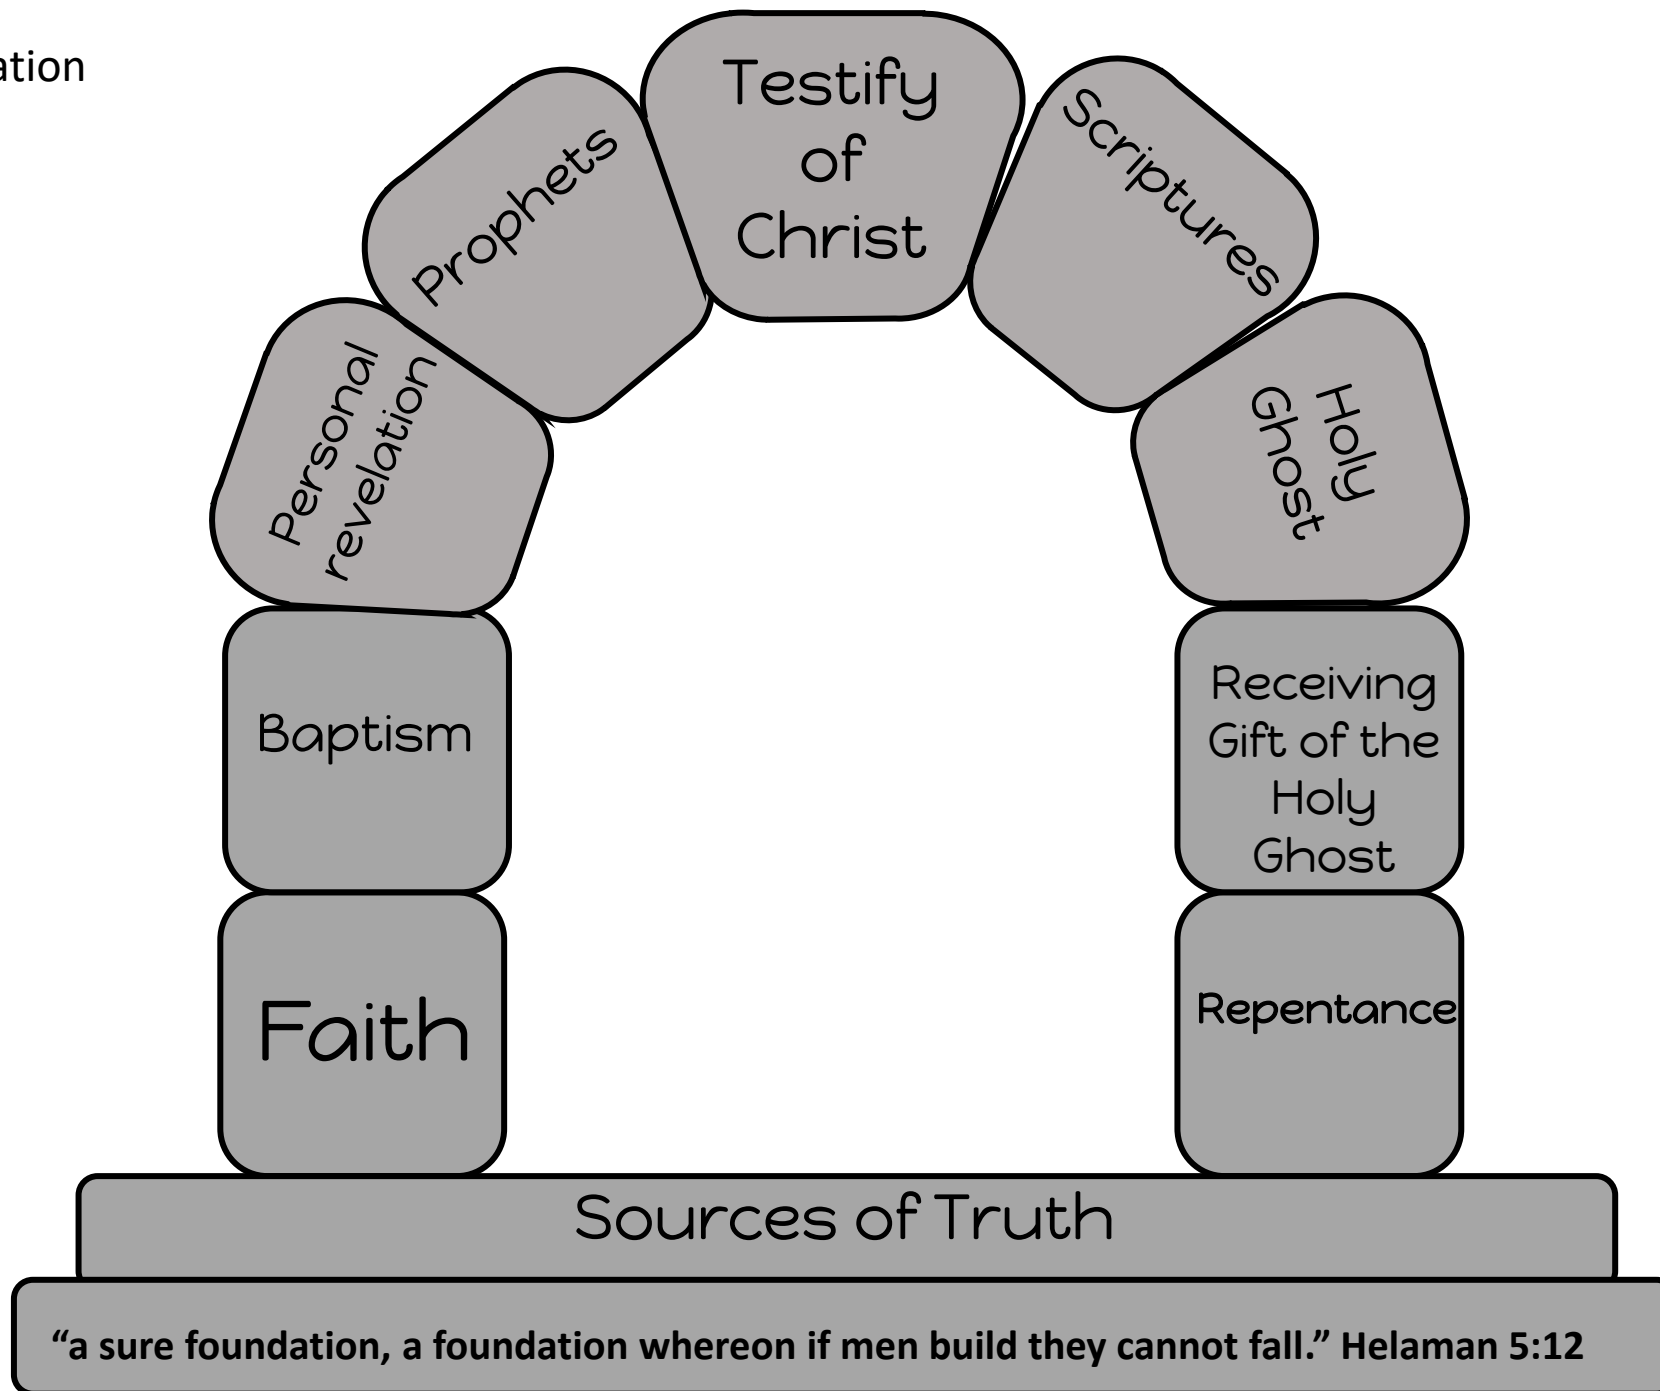 ation
Testify
of
Christ
Prophets
Scriptures
Personal
revelation
Holy
Ghost
Baptism
Receiving
Gift of the
Holy
Ghost
Faith
Repentance
Sources of Truth
“a sure foundation, a foundation whereon if men build they cannot fall.” Helaman 5:12